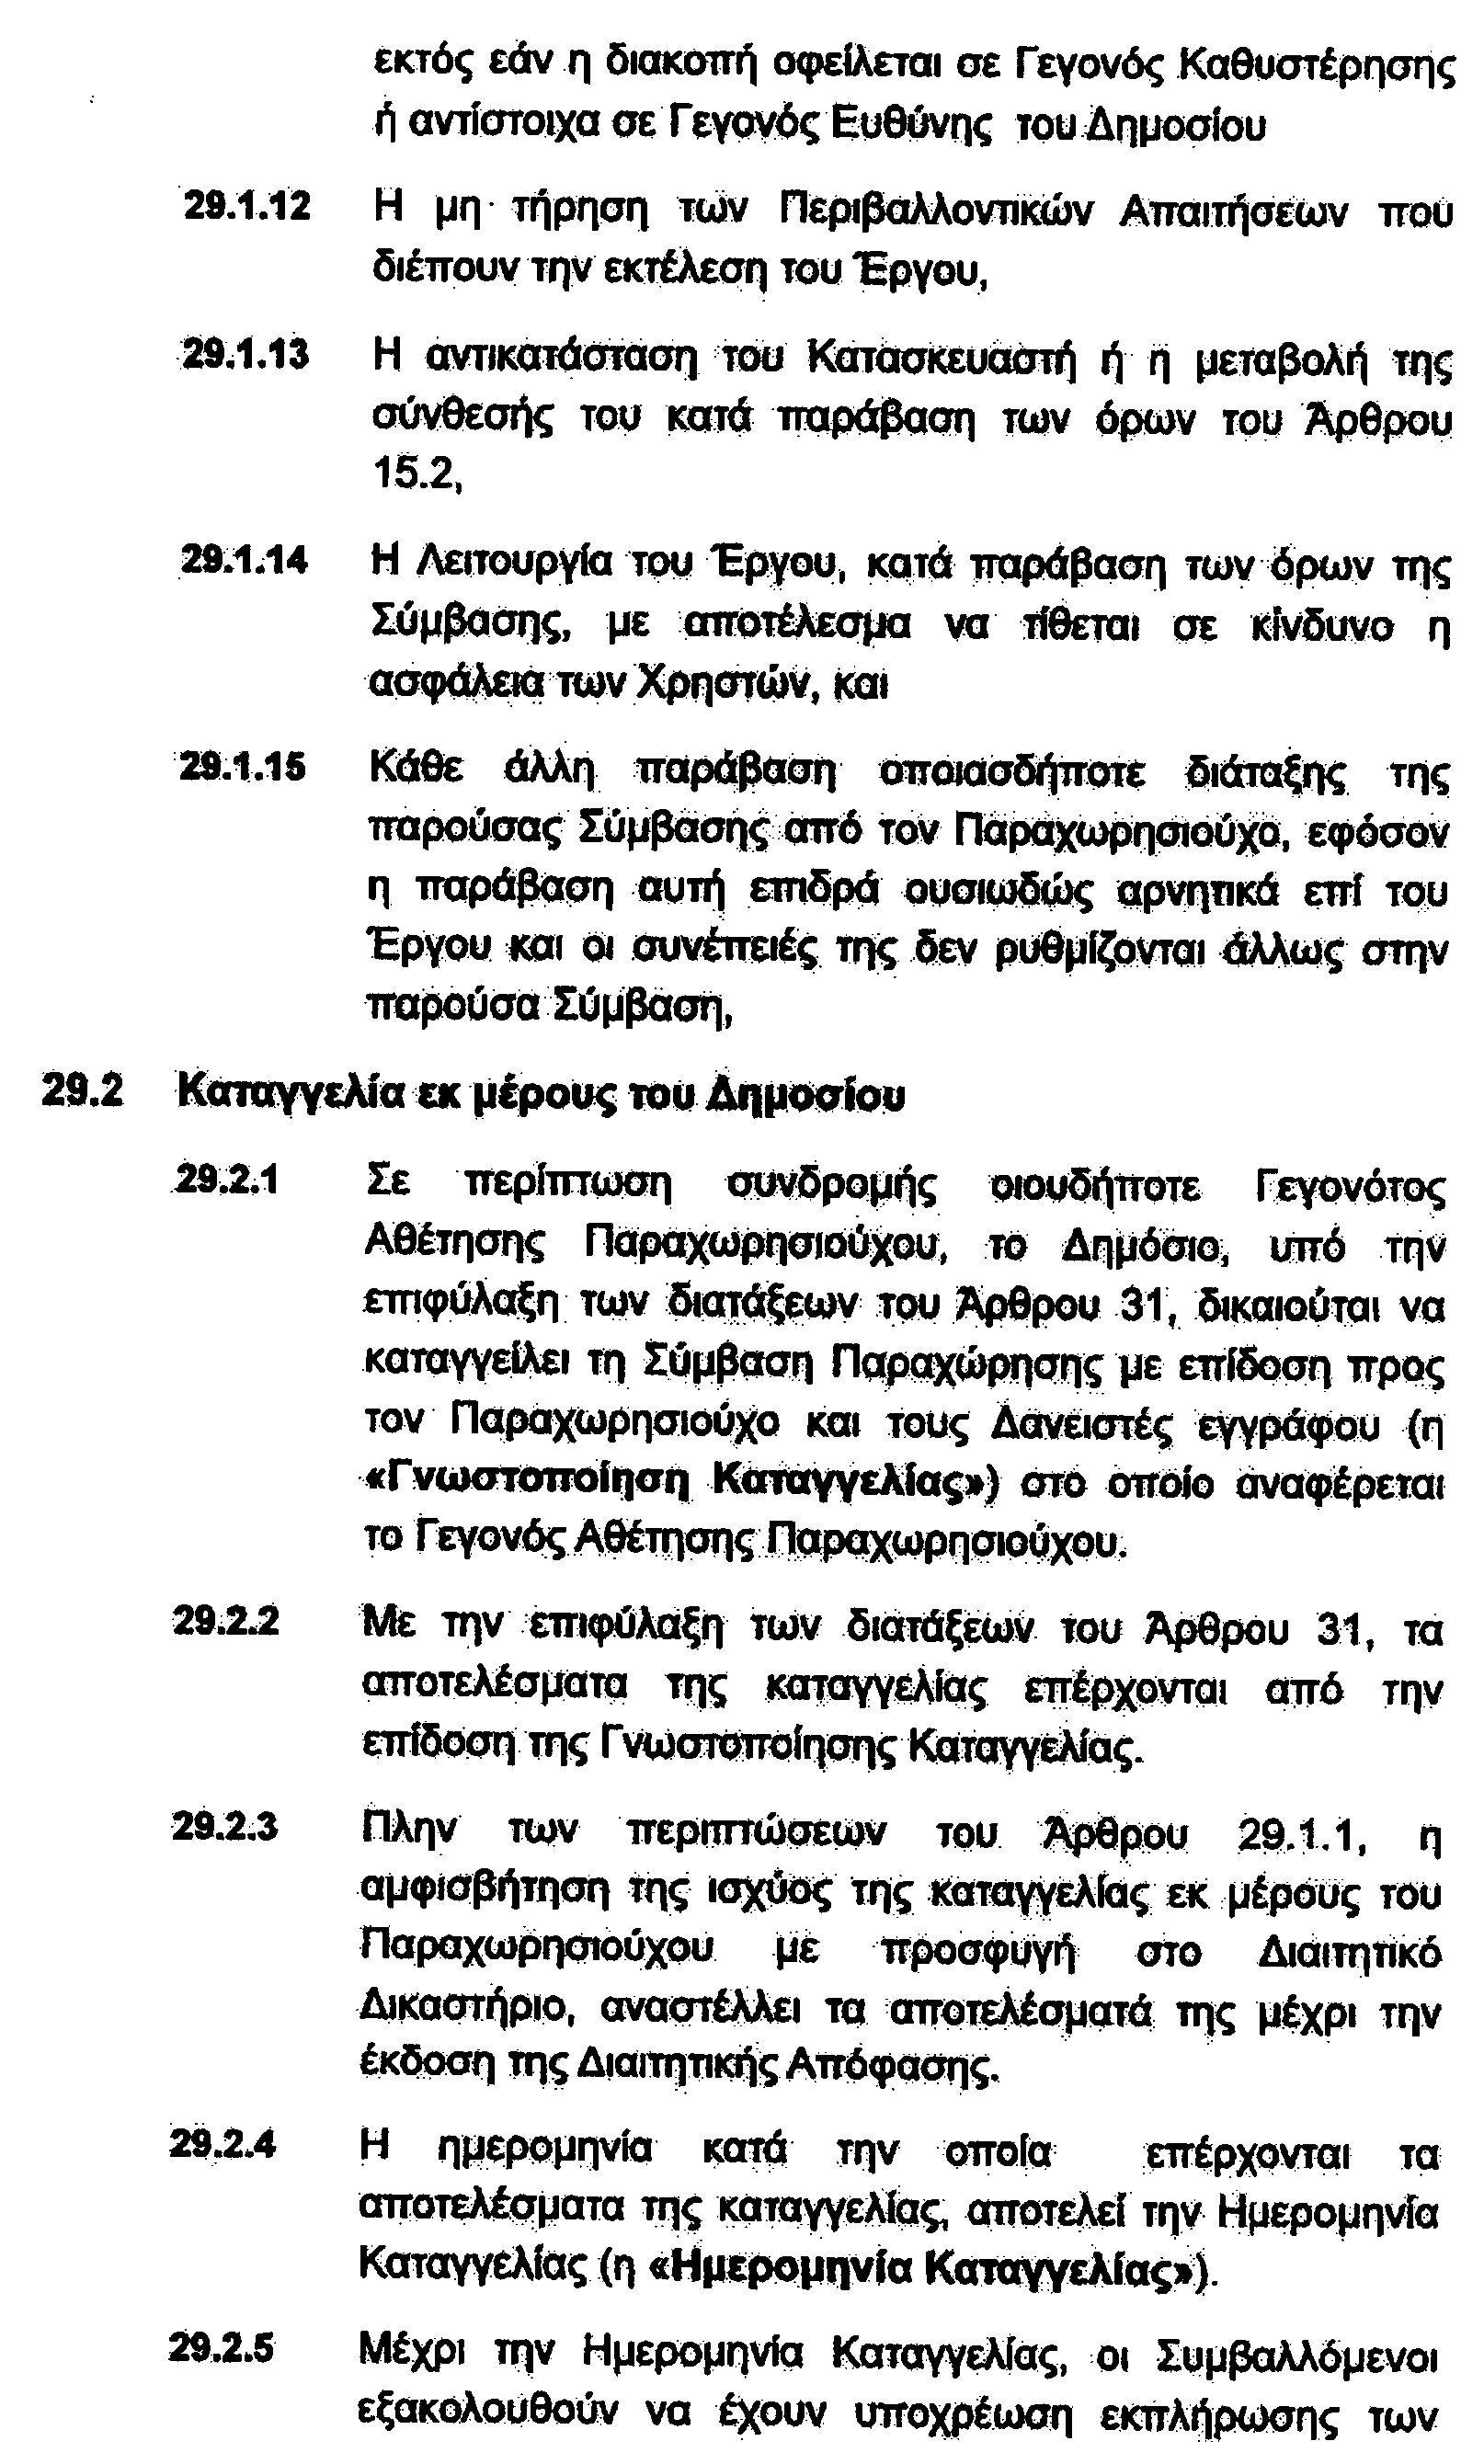 εκτός εάν η διακοπή οφείλεται σε Γεγονός Καθυστέρησης
ή αντίστοιχα σε Γεγονός Ευθύνης του Δημοσίου
29.1.12 Η μη τήρηση των Περιβαλλοντικών Απαιτήσεων που
διέπουν την εκτέλεση του Έργου,
29.1.13 Η αντικατάσταση του Κατασκευαστή ή η μεταβολή της
σύνθεσής του κατά παράβαση των όρων του Άρθρου
15.2,
29.1.14 Η Λειτουργία του Έργου, κατά παράβαση των όρων της
Σύμβασης, με αποτέλεσμα να τίθεται σε κίνδυνο η
ασφάλεια των Χρηστών, και
29.1.15 Κάθε άλλη παράβαση οποιασδήποτε διάταξης της
παρούσας Σύμβασης από τον Παραχωρησιούχο, εφόσον
η παράβαση αυτή επιδρά ουσιωδώς αρνητικά επί του
Έργου και οι συνέπειές της δεν ρυθμίζονται άλλως στην
παρούσα Σύμβαση,
29.2 Καταγγελία εκ μέρους του Δημοσίου
29.2.1 Σε περίπτωση συνδρομής οιουδήποτε Γεγονότος
Αθέτησης Παραχωρησιούχου, το Δημόσιο, υπό την
επιφύλαξη των διατάξεων του Άρθρου 31, δικαιούται να
καταγγείλει τη Σύμβαση Παραχώρησης με επίδοση προς
τον Παραχωρησιούχο και τους Δανειστές εγγράφου (η
«Γνωστοποίηση Καταγγελίας») στο οποίο αναφέρεται
το Γεγονός Αθέτησης Παραχωρησιούχου.
29.2.2 Με την επιφύλαξη των διατάξεων του Άρθρου 31, τα
αποτελέσματα της καταγγελίας επέρχονται από την
επίδοση της Γνωστοποίησης Καταγγελίας.
29.2.3 Πλην των περιπτώσεων του Άρθρου 29.1.1, η
αμφισβήτηση της ισχύος της καταγγελίας εκ μέρους του
Παραχωρησιούχου με προσφυγή στο Διαιτητικό
Δικαστήριο, αναστέλλει τα αποτελέσματά της μέχρι την
έκδοση της Διαιτητικής Απόφασης.
29.2.4 Η ημερομηνία κατά την οποία επέρχονται τα
αποτελέσματα της καταγγελίας, αποτελεί την Ημερομηνία
Καταγγελίας (η «Ημερομηνία Καταγγελίας»).
29.2.5 Μέχρι την Ημερομηνία Καταγγελίας, οι Συμβαλλόμενοι
εξακολουθούν να έχουν υποχρέωση εκπλήρωσης των